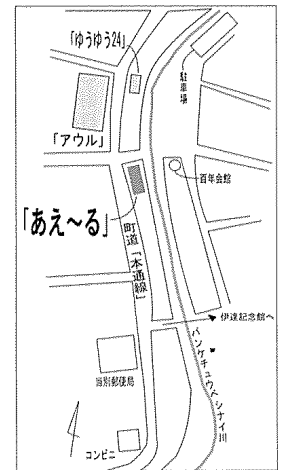 「ゆうゆう24」
駐車場
「アウル」
百年会館
「あえ〜る」
町道「本通線」
伊達記念館へ
パンケチュウベシナイ川
当別郵便局
コンビニ